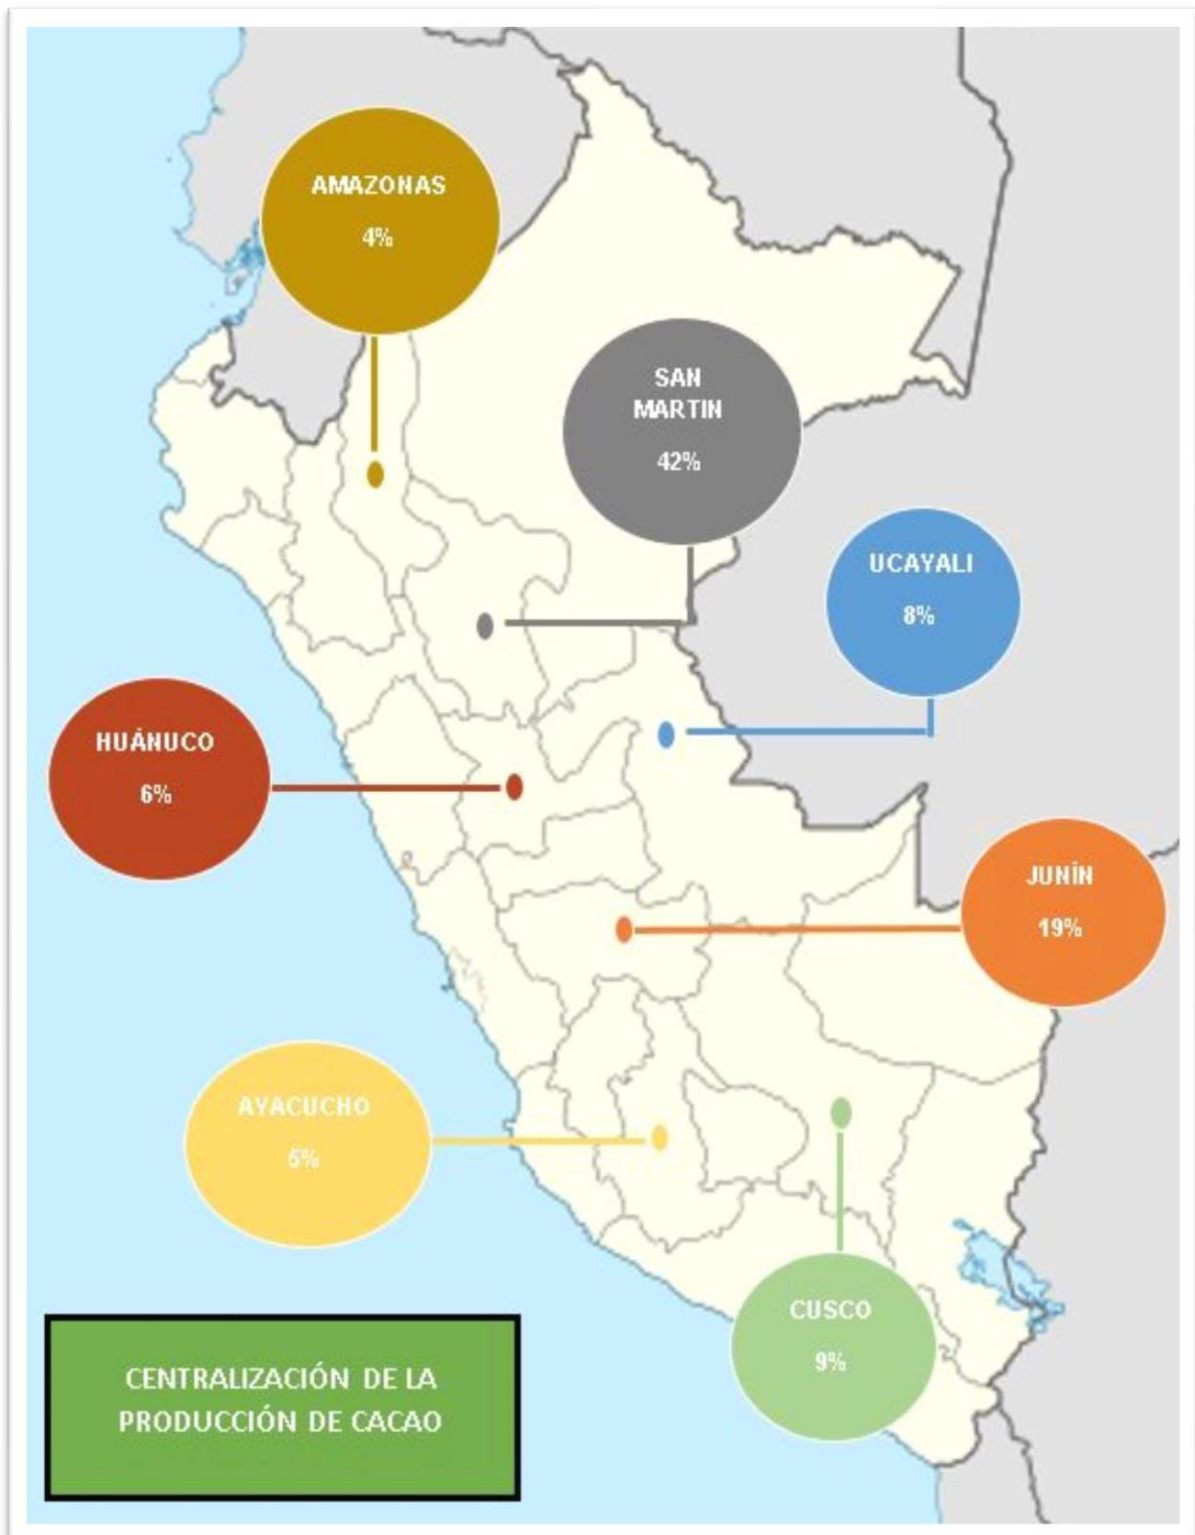 AMAZONAS
4%
SAN
MARTIN
42%
UCAYALI
8%
HUÁNUCO
6%
JUNÍN
19%
AYACUCHO
5%
CUSCO
9%
CENTRALIZACIÓN DE LA
PRODUCCIÓN DE CACAO